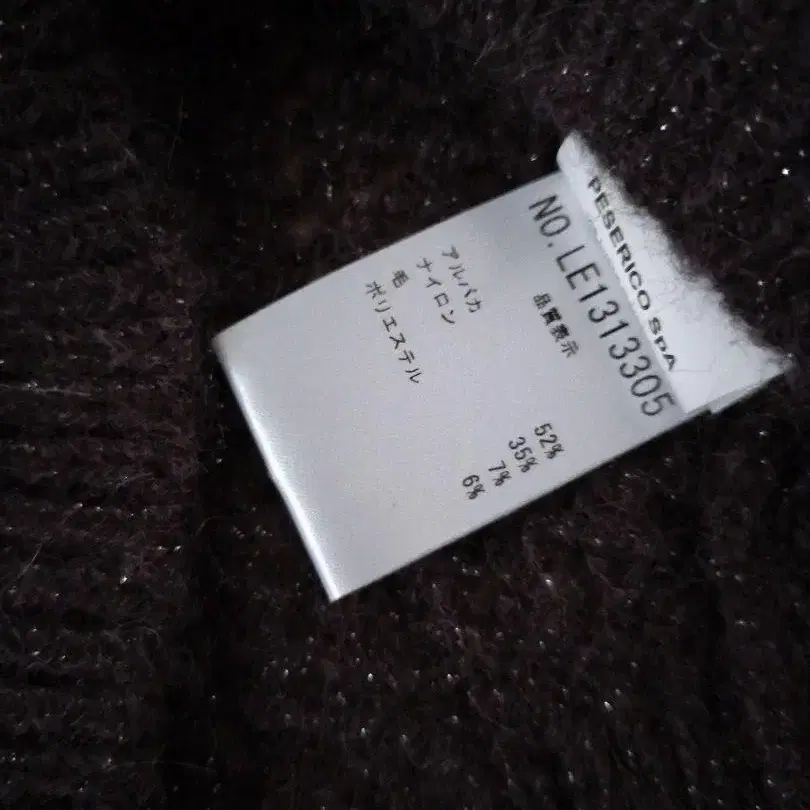 PESERICO SPA
NO. LE1313305
品質表示
アルパカ 52%
ナイロン 35%
毛 7%
ポリエステル 6%